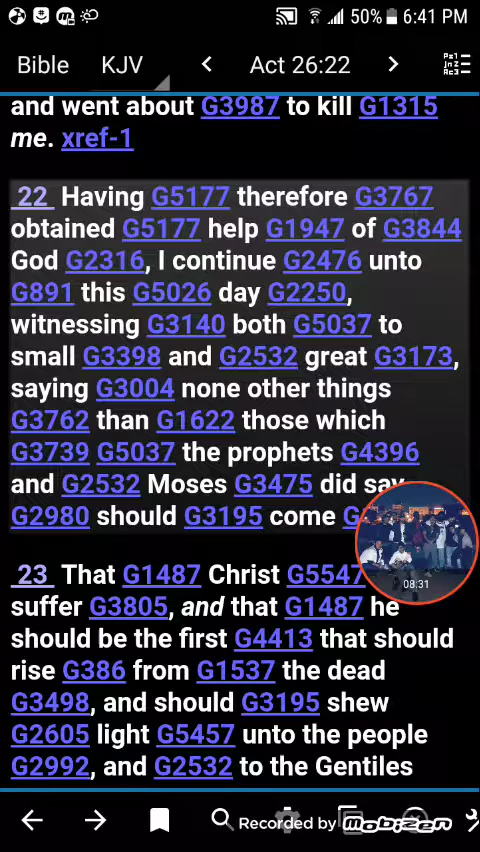 50% 6:41 PM
Bible KJV < Act 26:22 >
and went about G3987 to kill G1315
me. xref-1
22 Having G5177 therefore G3767
obtained G5177 help G1947 of G3844
God G2316, I continue G2476 unto
G891 this G5026 day G2250,
witnessing G3140 both G5037 to
small G3398 and G2532 great G3173,
saying G3004 none other things
G3762 than G1622 those which
G3739 G5037 the prophets G4396
and G2532 Moses G3475 did say
G2980 should G3195 come
08:31
23 That G1487 Christ G5547
suffer G3805, and that G1487 he
should be the first G4413 that should
rise G386 from G1537 the dead
G3498, and should G3195 shew
G2605 light G5457 unto the people
G2992, and G2532 to the Gentiles
Recorded by mobizen